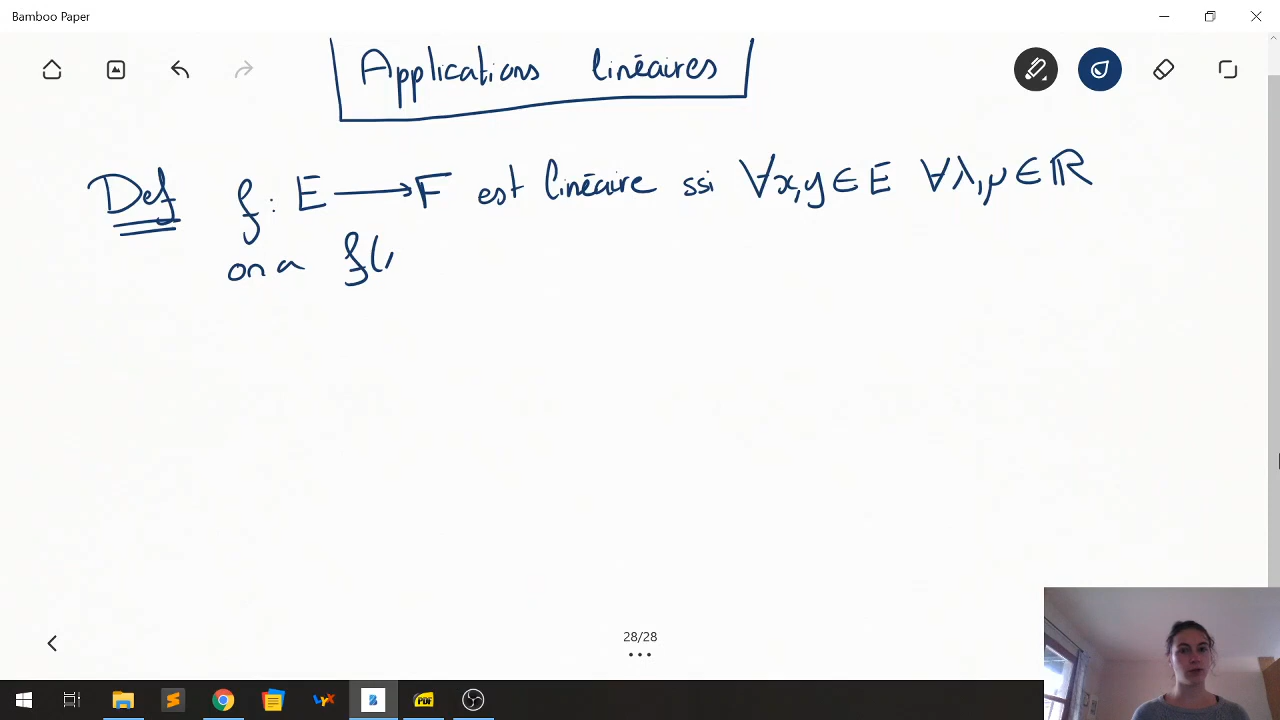 Bamboo Paper
Applications linéaires
Def f: E ⟶ F est linéaire ssi ∀x,y ∈ E ∀λ,μ ∈ ℝ
on a f(
28/28